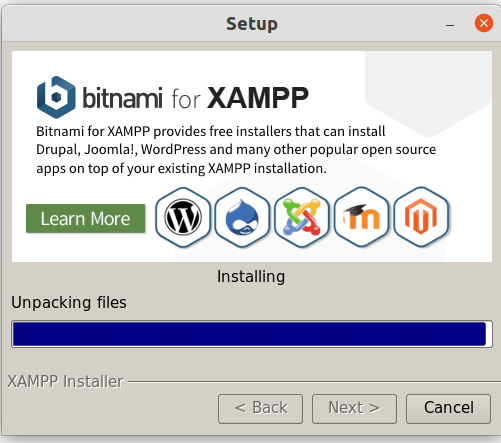 Setup
bitnami for XAMPP
Bitnami for XAMPP provides free installers that can install
Drupal, Joomla!, WordPress and many other popular open source
apps on top of your existing XAMPP installation.
Learn More
Installing
Unpacking files
XAMPP Installer
< Back Next > Cancel